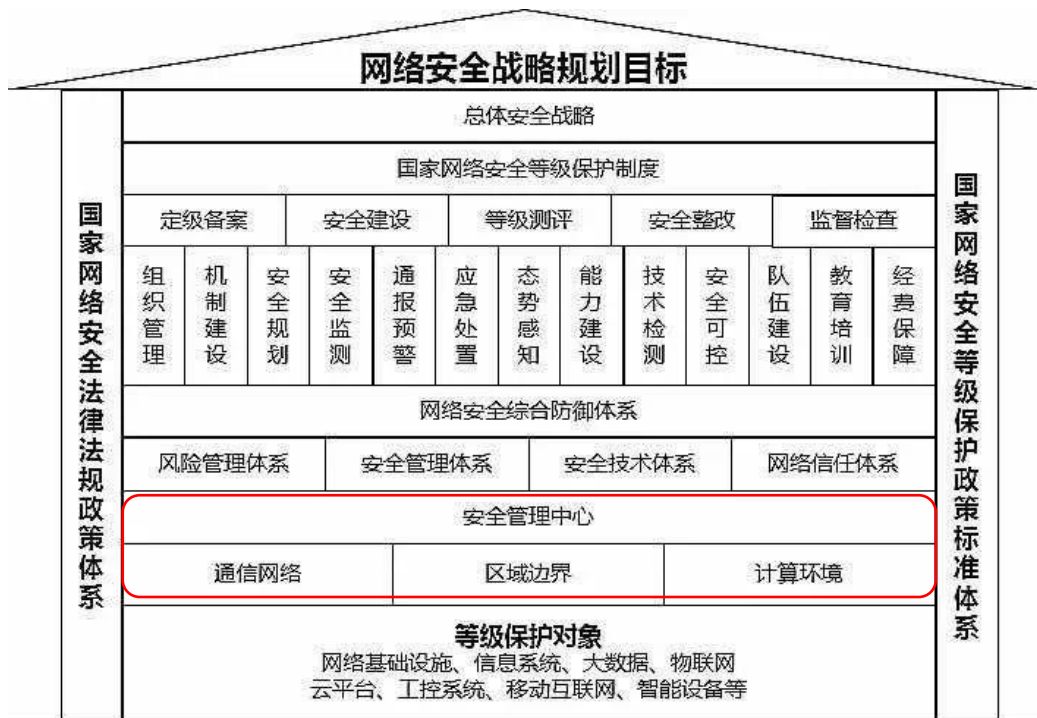 网络安全战略规划目标
国家网络安全法律法规政策体系
总体安全战略
国家网络安全等级保护制度
定级备案 安全建设 等级测评 安全整改 监督检查
组织管理 机制建设 安全规划 安全监测 通报预警 应急处置 态势感知 能力建设 技术检测 安全可控 队伍建设 教育培训 经费保障
网络安全综合防御体系
风险管理体系 安全管理体系 安全技术体系 网络信任体系
安全管理中心
通信网络 区域边界 计算环境
等级保护对象
网络基础设施、信息系统、大数据、物联网
云平台、工控系统、移动互联网、智能设备等
国家网络安全等级保护政策标准体系